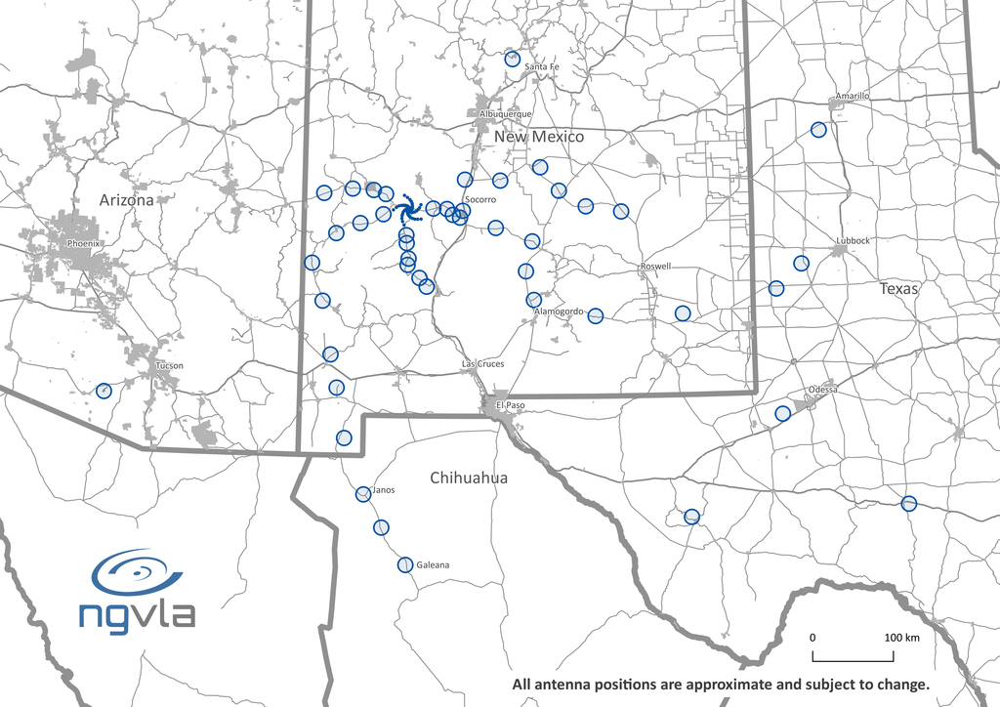 Santa Fe
Amarillo
Albuquerque
New Mexico
Arizona
Socorro
Phoenix
Lubbock
Roswell
Texas
Alamogordo
Tucson
Las Cruces
Odessa
El Paso
Chihuahua
Janos
Galeana
ngvla
0 100 km
All antenna positions are approximate and subject to change.